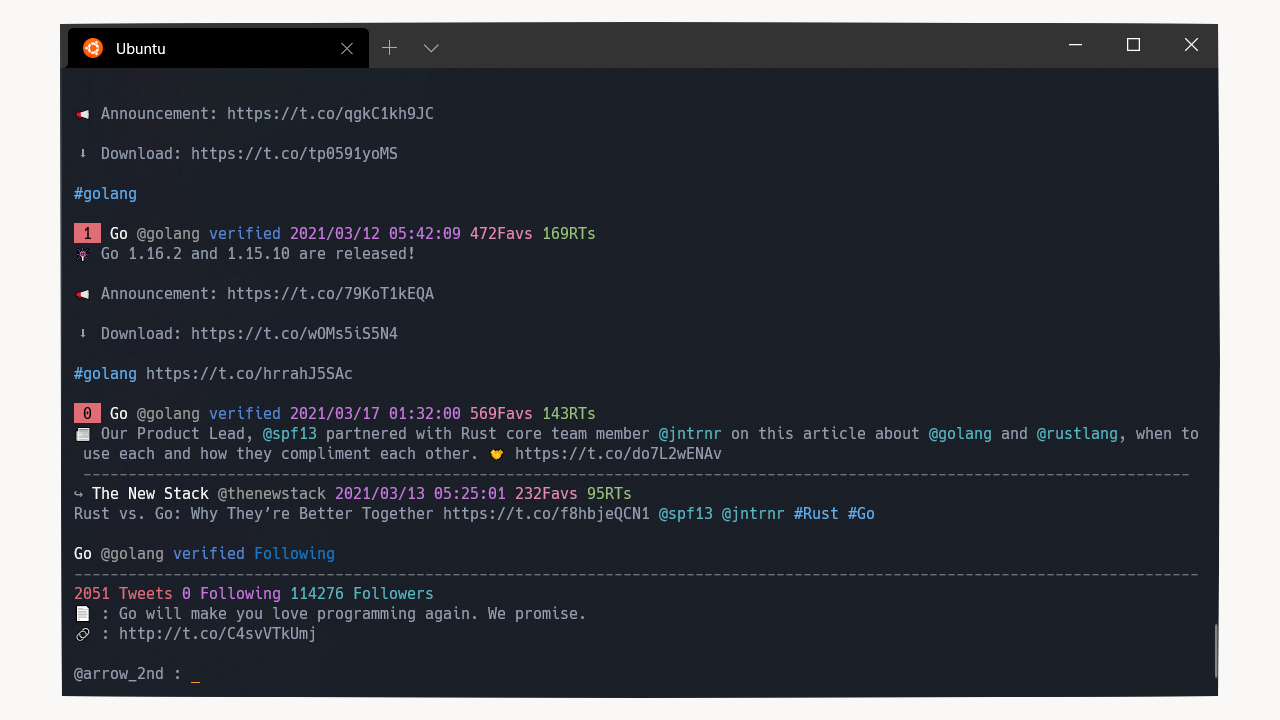 Ubuntu
📢 Announcement: https://t.co/qgkC1kh9JC
⬇ Download: https://t.co/tp0591yoMS
#golang
1 Go @golang verified 2021/03/12 05:42:09 472Favs 169RTs
Go 1.16.2 and 1.15.10 are released!
📢 Announcement: https://t.co/79KoT1kEQA
⬇ Download: https://t.co/wOMs5iS5N4
#golang https://t.co/hrrahJ5SAc
0 Go @golang verified 2021/03/17 01:32:00 569Favs 143RTs
📰 Our Product Lead, @spf13 partnered with Rust core team member @jntrnr on this article about @golang and @rustlang, when to
use each and how they compliment each other. https://t.co/do7L2wENAv
-----------------------------------------------------------------------------------------------------------------------------
↪ The New Stack @thenewstack 2021/03/13 05:25:01 232Favs 95RTs
Rust vs. Go: Why They’re Better Together https://t.co/f8hbjeQCN1 @spf13 @jntrnr #Rust #Go
Go @golang verified Following
-----------------------------------------------------------------------------------------------------------------------------
2051 Tweets 0 Following 114276 Followers
📄 : Go will make you love programming again. We promise.
🔗 : http://t.co/C4svVTkUmj
@arrow_2nd : _